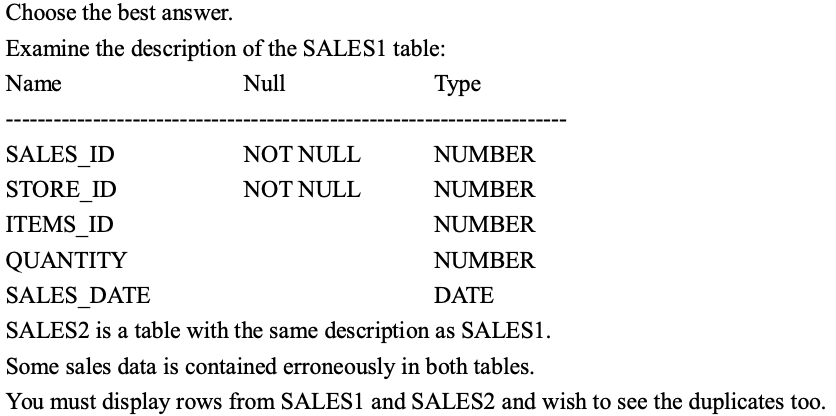 Choose the best answer.
Examine the description of the SALES1 table:
Name Null Type
-----------------------------------------------------------------------
SALES_ID NOT NULL NUMBER
STORE_ID NOT NULL NUMBER
ITEMS_ID NUMBER
QUANTITY NUMBER
SALES_DATE DATE
SALES2 is a table with the same description as SALES1.
Some sales data is contained erroneously in both tables.
You must display rows from SALES1 and SALES2 and wish to see the duplicates too.